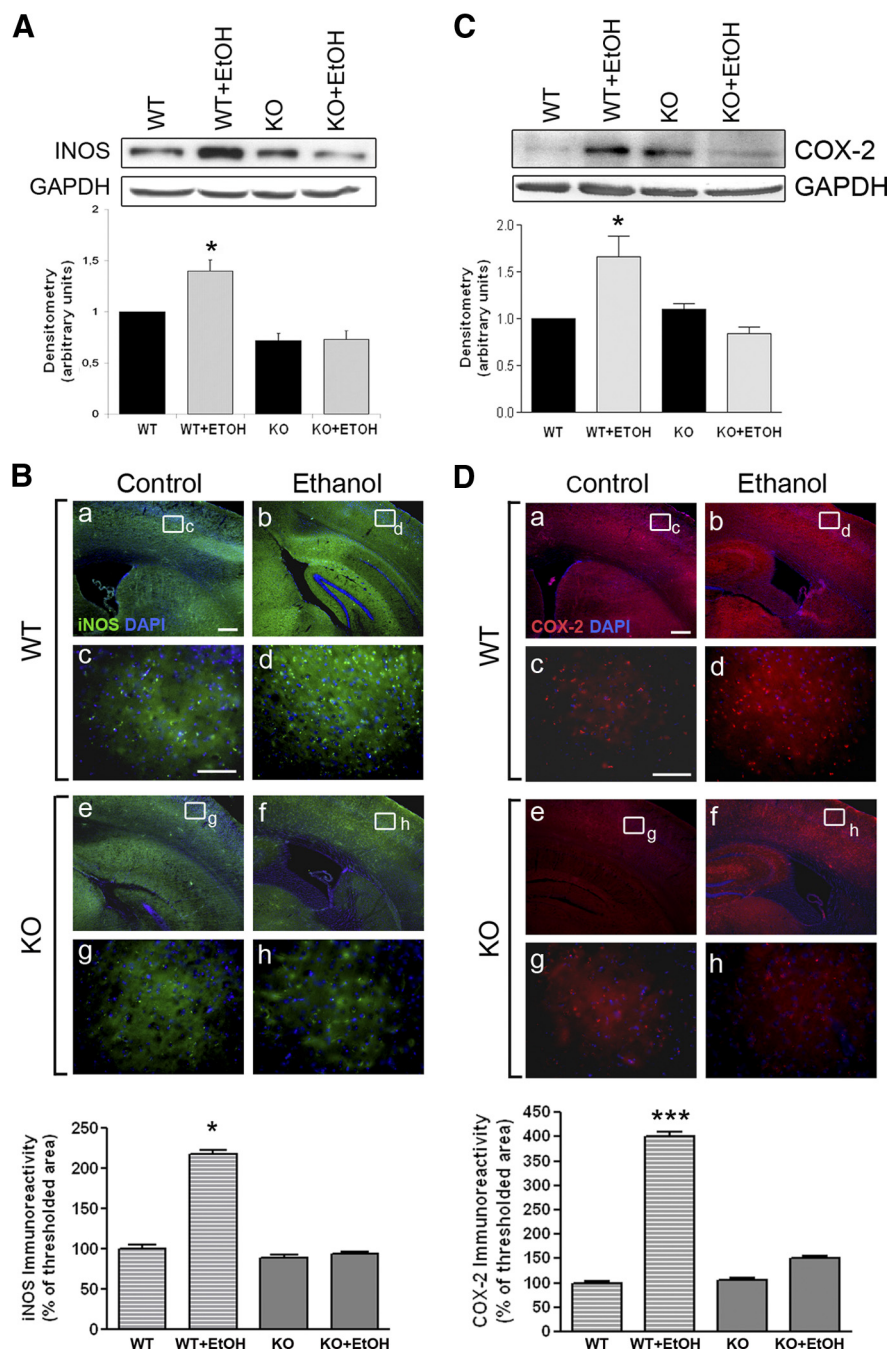 A
WT
WT+EtOH
KO
KO+EtOH
INOS
GAPDH
Densitometry
(arbitrary units)
2
1,5
1
0,5
0
*
WT
WT+ETOH
KO
KO+ETOH
C
WT
WT+EtOH
KO
KO+EtOH
COX-2
GAPDH
Densitometry
(arbitrary units)
2.0
1.5
1.0
0.5
0.0
*
WT
WT+ETOH
KO
KO+ETOH
B
Control
Ethanol
WT
a
c
iNOS DAPI
b
d
c
d
KO
e
g
f
h
g
h
iNOS Immunoreactivity
(% of thresholded area)
250
200
150
100
50
0
*
WT
WT+EtOH
KO
KO+EtOH
D
Control
Ethanol
WT
a
c
COX-2 DAPI
b
d
c
d
KO
e
g
f
h
g
h
COX-2 Immunoreactivity
(% of thresholded area)
450
400
350
300
250
200
150
100
50
0
***
WT
WT+EtOH
KO
KO+EtOH